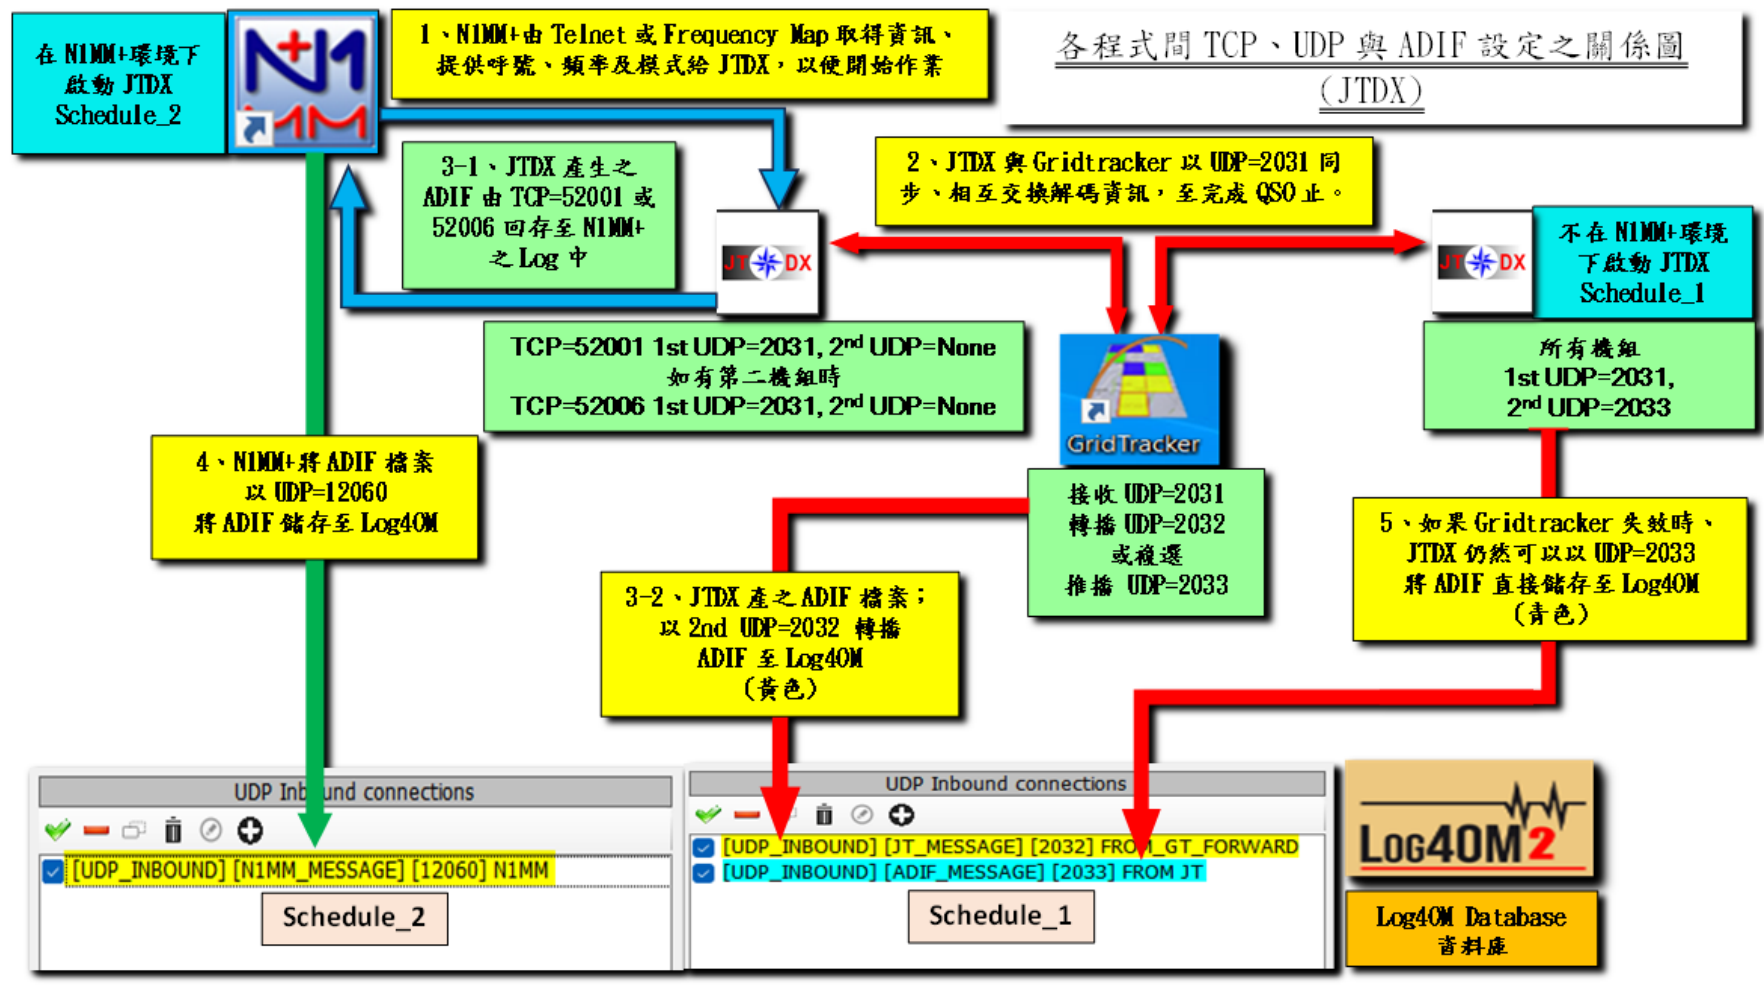 各程式間 TCP、UDP 與 ADIF 設定之關係圖
(JTDX)
在 N1MM+環境下
啟動 JTDX
Schedule_2
N+N1
MM
1、N1MM+由 Telnet 或 Frequency Map 取得資訊、
提供呼號、頻率及模式給 JTDX，以便開始作業
3-1、JTDX 產生之
ADIF 由 TCP=52001 或
52006 回存至 N1MM+
之 Log 中
JTDX
2、JTDX 與 Gridtracker 以 UDP=2031 同
步、相互交換解碼資訊，至完成 QSO 止。
JTDX
不在 N1MM+環境
下啟動 JTDX
Schedule_1
TCP=52001 1st UDP=2031, 2nd UDP=None
如有第二機組時
TCP=52006 1st UDP=2031, 2nd UDP=None
GridTracker
所有機組
1st UDP=2031,
2nd UDP=2033
4、N1MM+將 ADIF 檔案
以 UDP=12060
將 ADIF 儲存至 Log4OM
接收 UDP=2031
轉播 UDP=2032
或複選
推播 UDP=2033
3-2、JTDX 產之 ADIF 檔案；
以 2nd UDP=2032 轉播
ADIF 至 Log4OM
(黃色)
5、如果 Gridtracker 失效時、
JTDX 仍然可以以 UDP=2033
將 ADIF 直接儲存至 Log4OM
(青色)
UDP Inbound connections
[UDP_INBOUND] [N1MM_MESSAGE] [12060] N1MM
Schedule_2
UDP Inbound connections
[UDP_INBOUND] [JT_MESSAGE] [2032] FROM_GT_FORWARD
[UDP_INBOUND] [ADIF_MESSAGE] [2033] FROM JT
Schedule_1
LOG4OM 2
Log4OM Database
資料庫